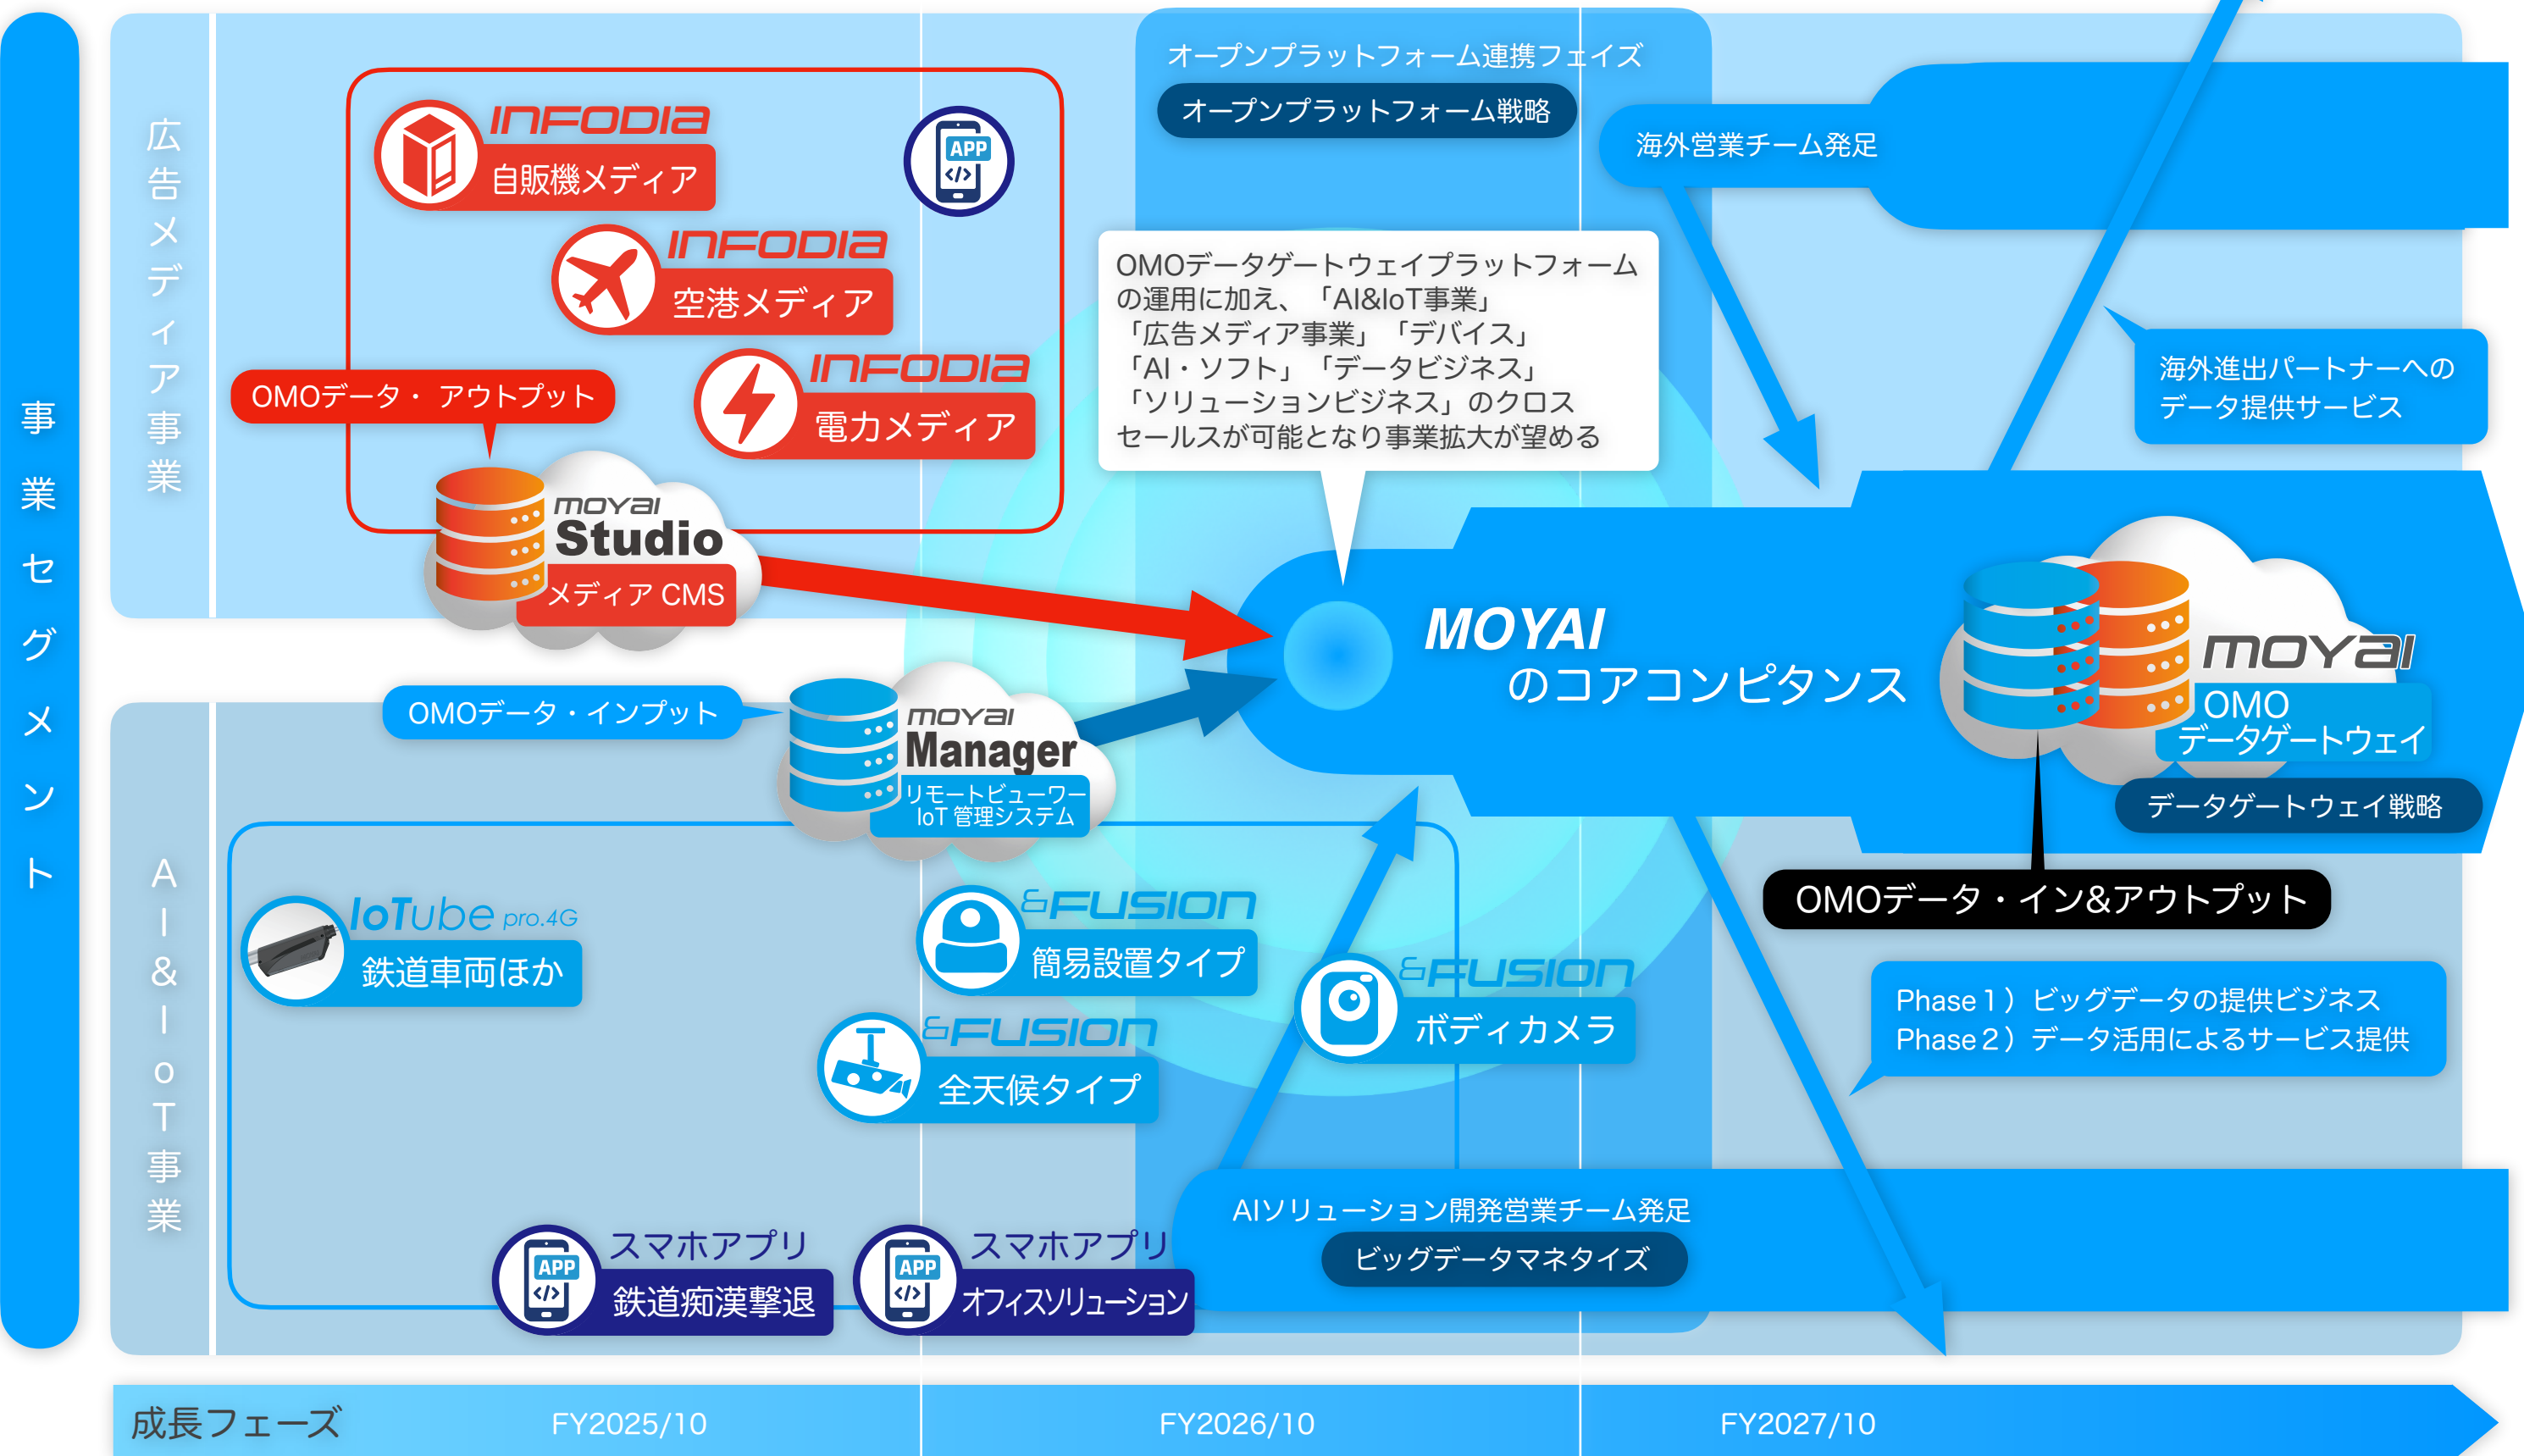 事業セグメント
広告メディア事業
INFODIA
自販機メディア
APP
</>
INFODIA
空港メディア
INFODIA
電力メディア
OMOデータ・ アウトプット
moyai
Studio
メディア CMS
オープンプラットフォーム連携フェイズ
オープンプラットフォーム戦略
海外営業チーム発足
OMOデータゲートウェイプラットフォーム
の運用に加え、「AI&IoT事業」
「広告メディア事業」「デバイス」
「AI・ソフト」「データビジネス」
「ソリューションビジネス」のクロス
セールスが可能となり事業拡大が望める
海外進出パートナーへの
データ提供サービス
MOYAI
のコアコンピタンス
moyai
OMO
データゲートウェイ
データゲートウェイ戦略
OMOデータ・イン&アウトプット
Phase１）ビッグデータの提供ビジネス
Phase２）データ活用によるサービス提供
AI&IoT事業
OMOデータ・インプット
moyai
Manager
リモートビューワー
IoT 管理システム
IoTube pro.4G
鉄道車両ほか
&FUSION
簡易設置タイプ
&FUSION
全天候タイプ
&FUSION
ボディカメラ
APP
</>
スマホアプリ
鉄道痴漢撃退
APP
</>
スマホアプリ
オフィスソリューション
AIソリューション開発営業チーム発足
ビッグデータマネタイズ
成長フェーズ
FY2025/10
FY2026/10
FY2027/10